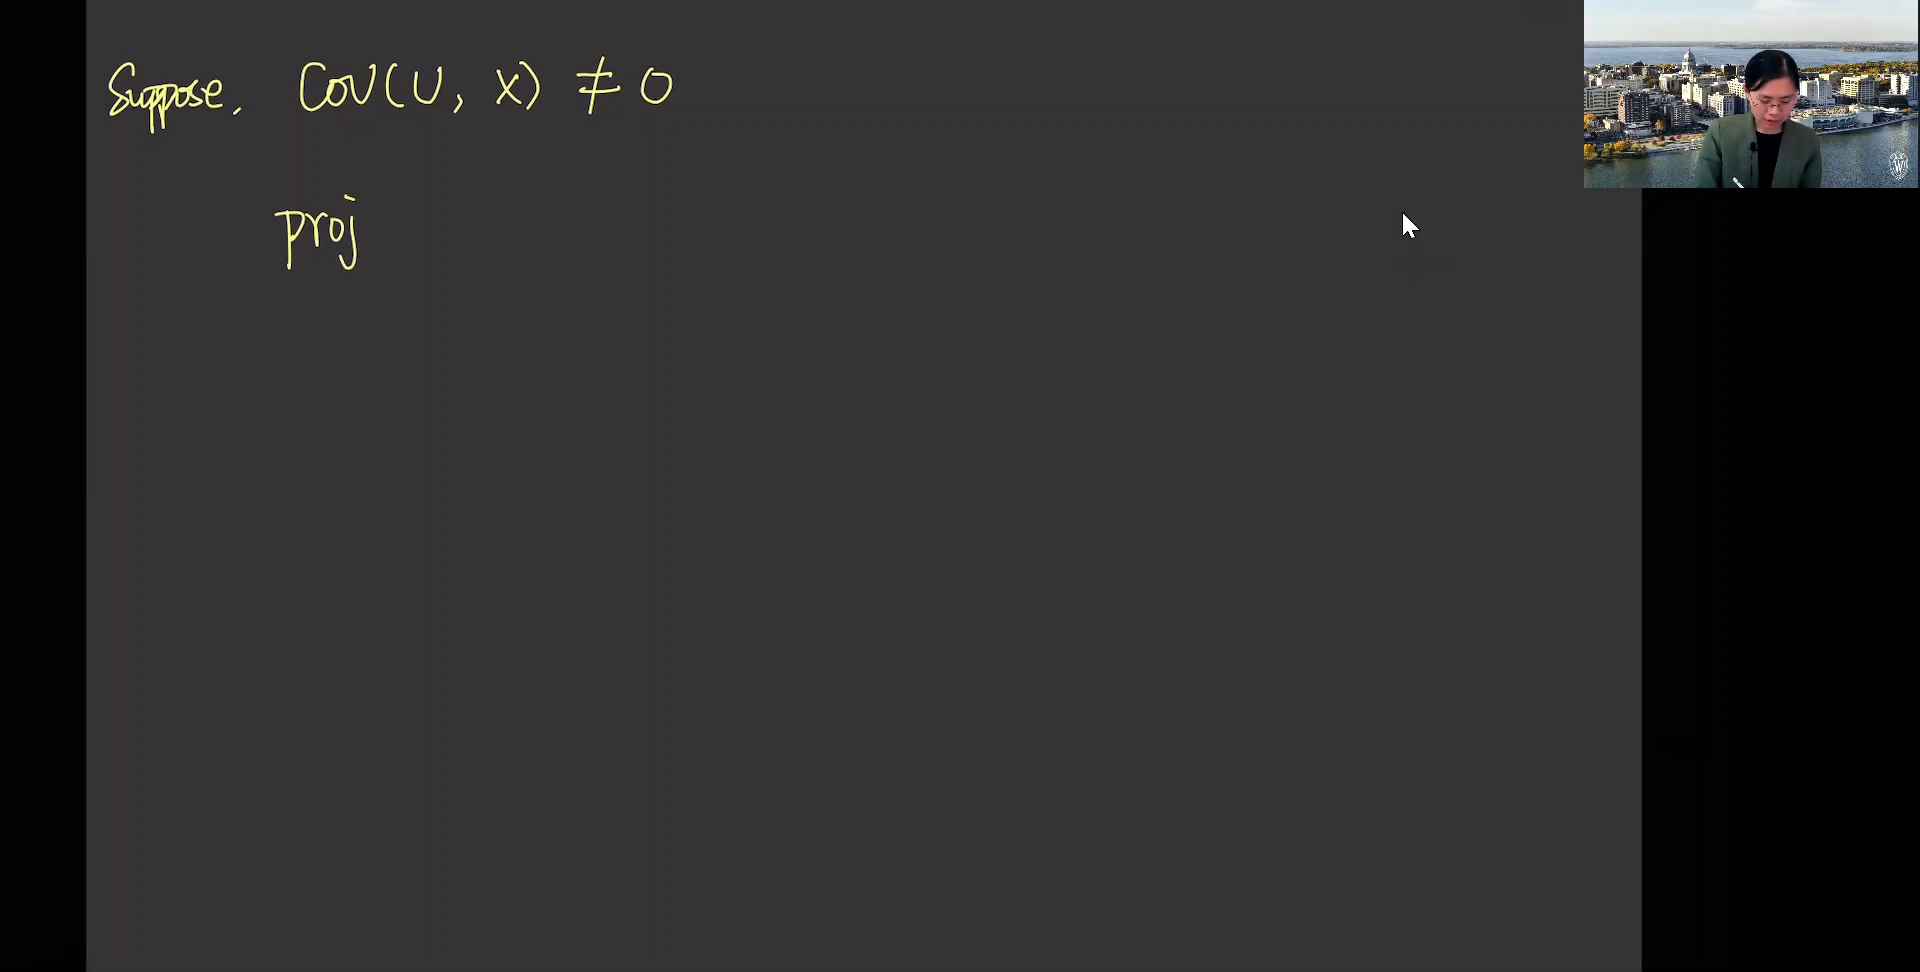 Suppose, Cov(U, X) ≠ 0
proj